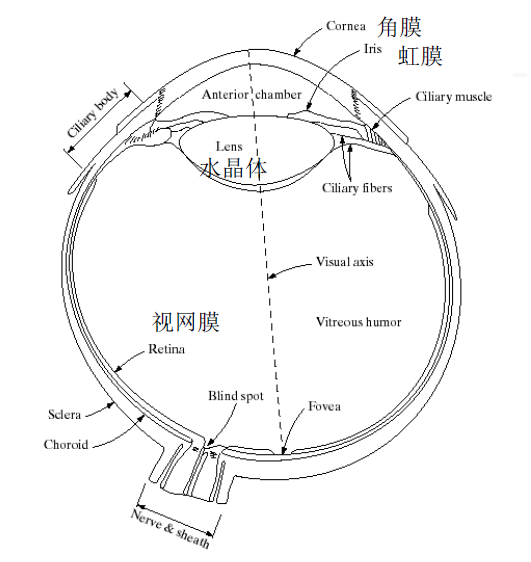 Cornea 角膜
Iris 虹膜
Ciliary body
Anterior chamber
Ciliary muscle
Lens
水晶体
Ciliary fibers
Visual axis
视网膜
Vitreous humor
Retina
Blind spot
Fovea
Sclera
Choroid
Nerve & sheath